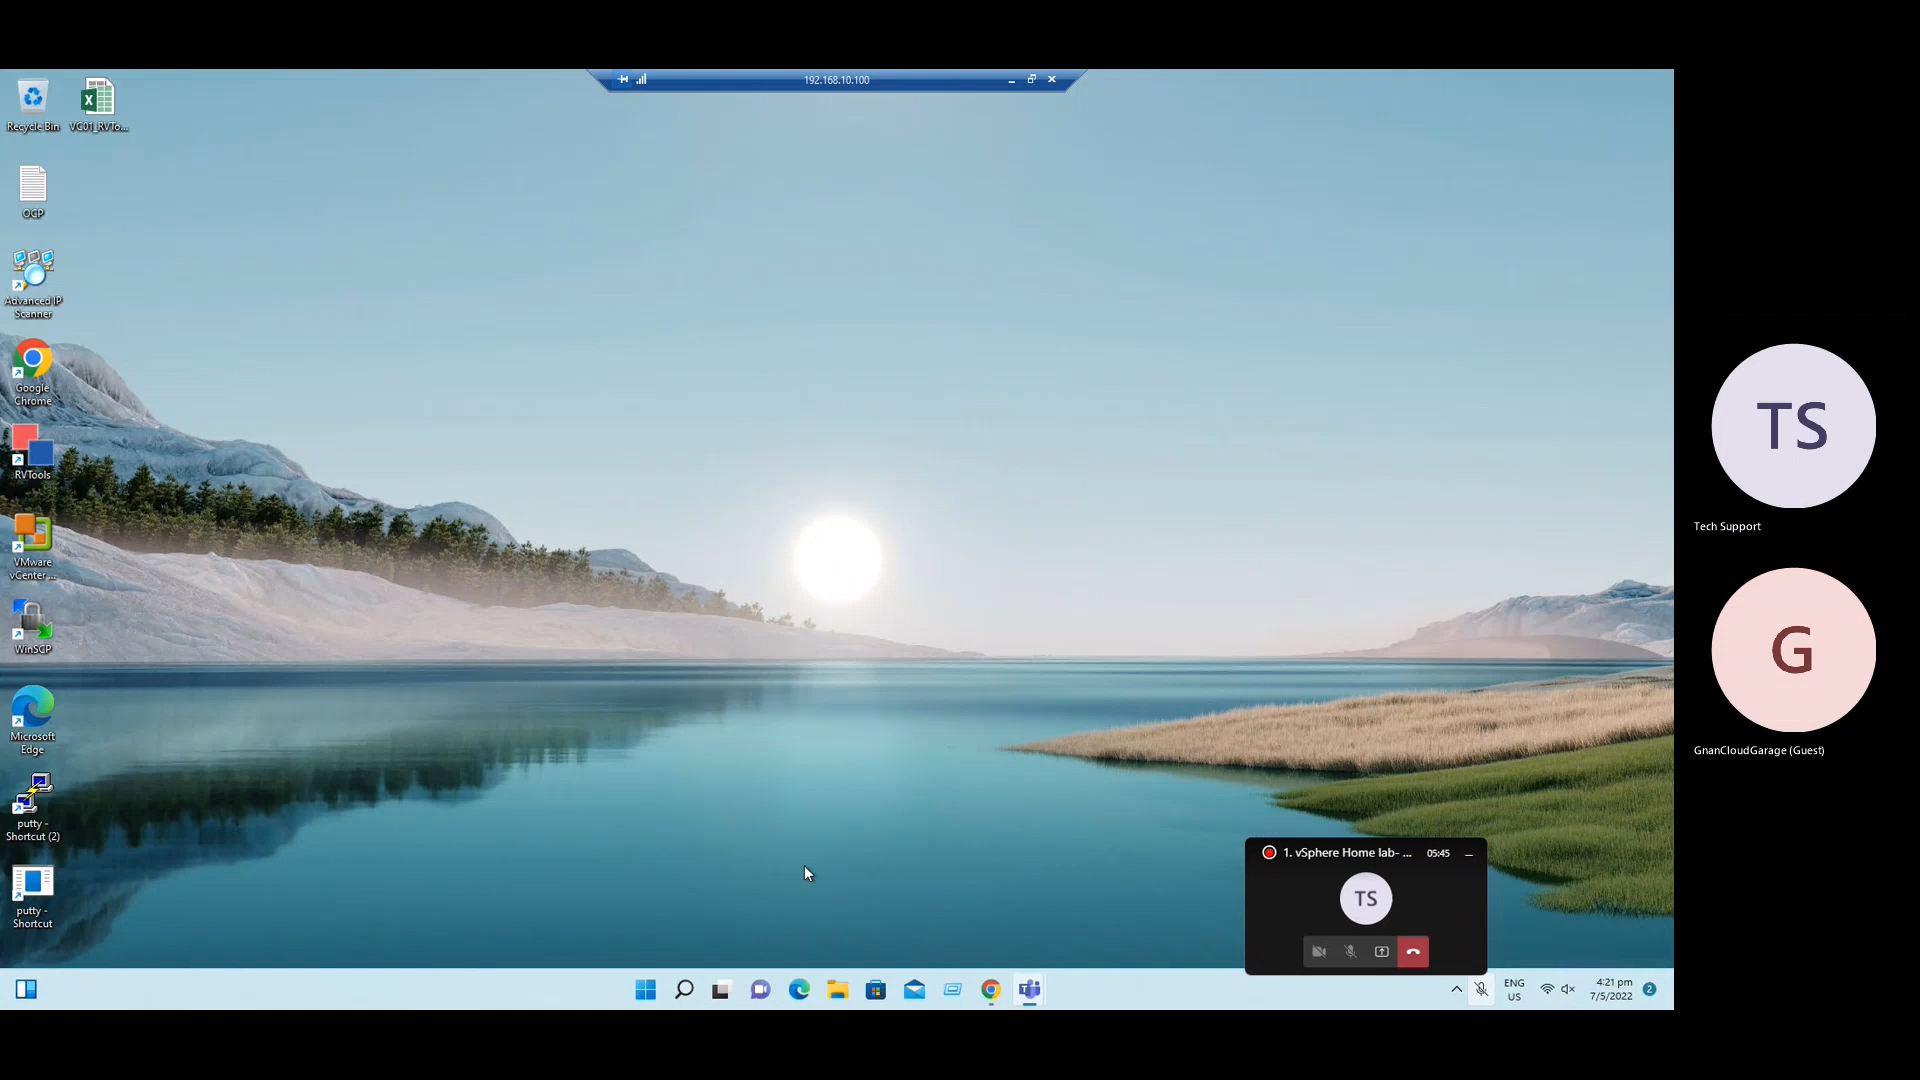 192.168.10.100
Recycle Bin
VC01_RVTo...
OCP
Advanced IP
Scanner
Google
Chrome
RVTools
VMware
vCenter ...
WinSCP
Microsoft
Edge
putty -
Shortcut (2)
putty -
Shortcut
1. vSphere Home lab- ...
05:45
TS
ENG
US
4:21 pm
7/5/2022
2
TS
Tech Support
G
GnanCloudGarage (Guest)